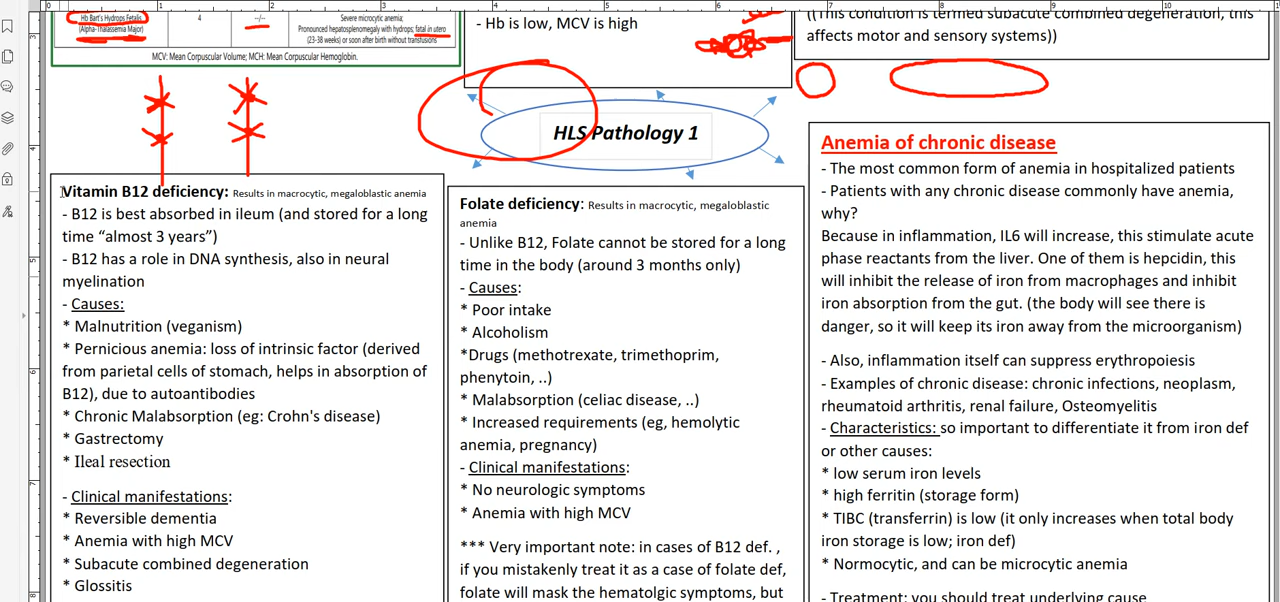 Hb Bart's Hydrops Fetalis
(Alpha-Thalassemia Major)
4
--/--
Severe microcytic anemia;
Pronounced hepatosplenomegaly with hydrops; fatal in utero
(23-38 weeks) or soon after birth without transfusions
MCV: Mean Corpuscular Volume; MCH: Mean Corpuscular Hemoglobin.
- Hb is low, MCV is high
((This condition is termed subacute combined degeneration, this
affects motor and sensory systems))
HLS Pathology 1
Vitamin B12 deficiency: Results in macrocytic, megaloblastic anemia
- B12 is best absorbed in ileum (and stored for a long
time “almost 3 years”)
- B12 has a role in DNA synthesis, also in neural
myelination
- Causes:
* Malnutrition (veganism)
* Pernicious anemia: loss of intrinsic factor (derived
from parietal cells of stomach, helps in absorption of
B12), due to autoantibodies
* Chronic Malabsorption (eg: Crohn's disease)
* Gastrectomy
* Ileal resection
- Clinical manifestations:
* Reversible dementia
* Anemia with high MCV
* Subacute combined degeneration
* Glossitis
Folate deficiency: Results in macrocytic, megaloblastic
anemia
- Unlike B12, Folate cannot be stored for a long
time in the body (around 3 months only)
- Causes:
* Poor intake
* Alcoholism
*Drugs (methotrexate, trimethoprim,
phenytoin, ..)
* Malabsorption (celiac disease, ..)
* Increased requirements (eg, hemolytic
anemia, pregnancy)
- Clinical manifestations:
* No neurologic symptoms
* Anemia with high MCV
*** Very important note: in cases of B12 def. ,
if you mistakenly treat it as a case of folate def,
folate will mask the hematolgic symptoms, but
Anemia of chronic disease
- The most common form of anemia in hospitalized patients
- Patients with any chronic disease commonly have anemia,
why?
Because in inflammation, IL6 will increase, this stimulate acute
phase reactants from the liver. One of them is hepcidin, this
will inhibit the release of iron from macrophages and inhibit
iron absorption from the gut. (the body will see there is
danger, so it will keep its iron away from the microorganism)
- Also, inflammation itself can suppress erythropoiesis
- Examples of chronic disease: chronic infections, neoplasm,
rheumatoid arthritis, renal failure, Osteomyelitis
- Characteristics: so important to differentiate it from iron def
or other causes:
* low serum iron levels
* high ferritin (storage form)
* TIBC (transferrin) is low (it only increases when total body
iron storage is low; iron def)
* Normocytic, and can be microcytic anemia
- Treatment: you should treat underlying cause